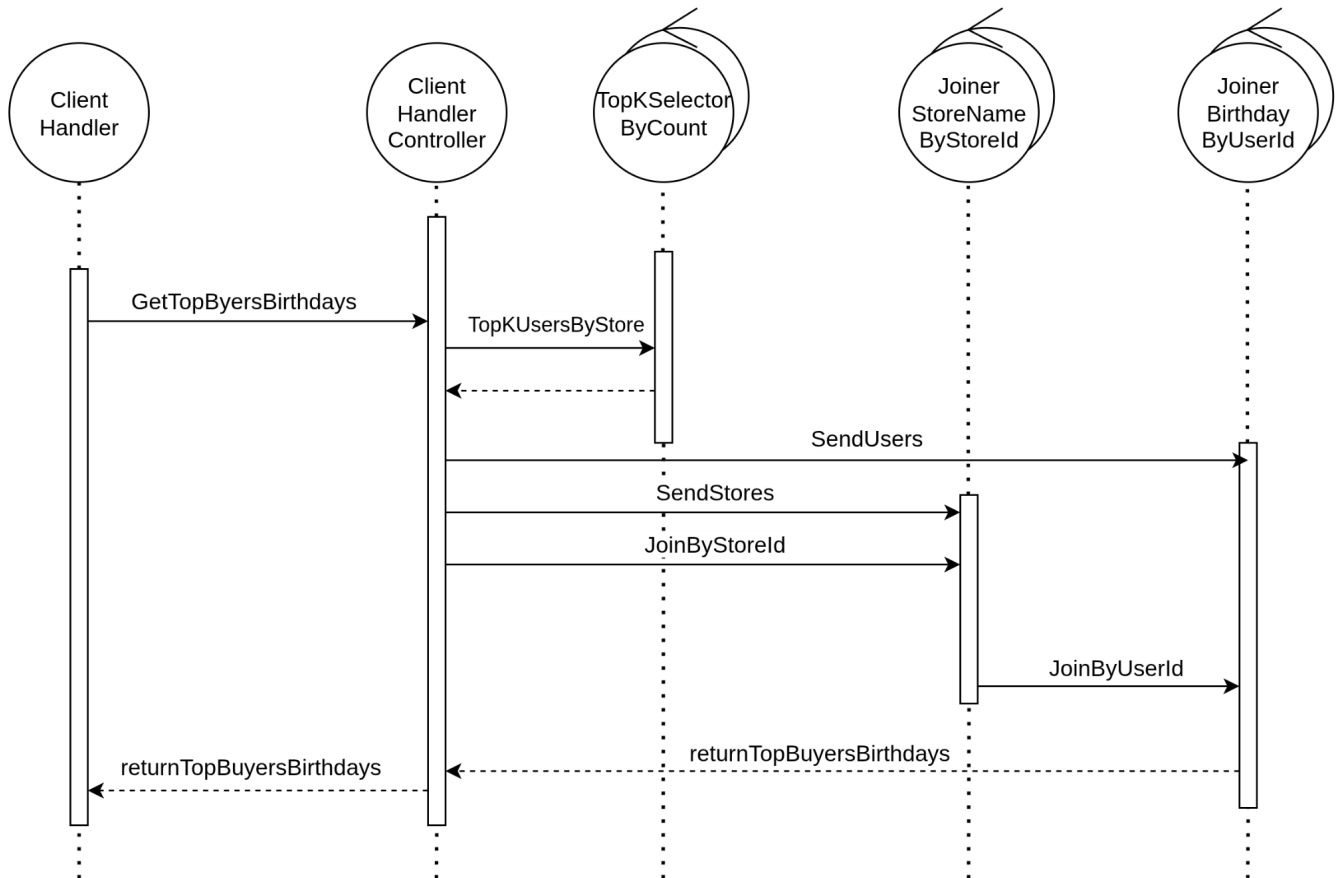 Client
Handler
Client
Handler
Controller
TopKSelector
ByCount
Joiner
StoreName
ByStoreId
Joiner
Birthday
ByUserId
GetTopByersBirthdays
TopKUsersByStore
SendUsers
SendStores
JoinByStoreId
JoinByUserId
returnTopBuyersBirthdays
returnTopBuyersBirthdays